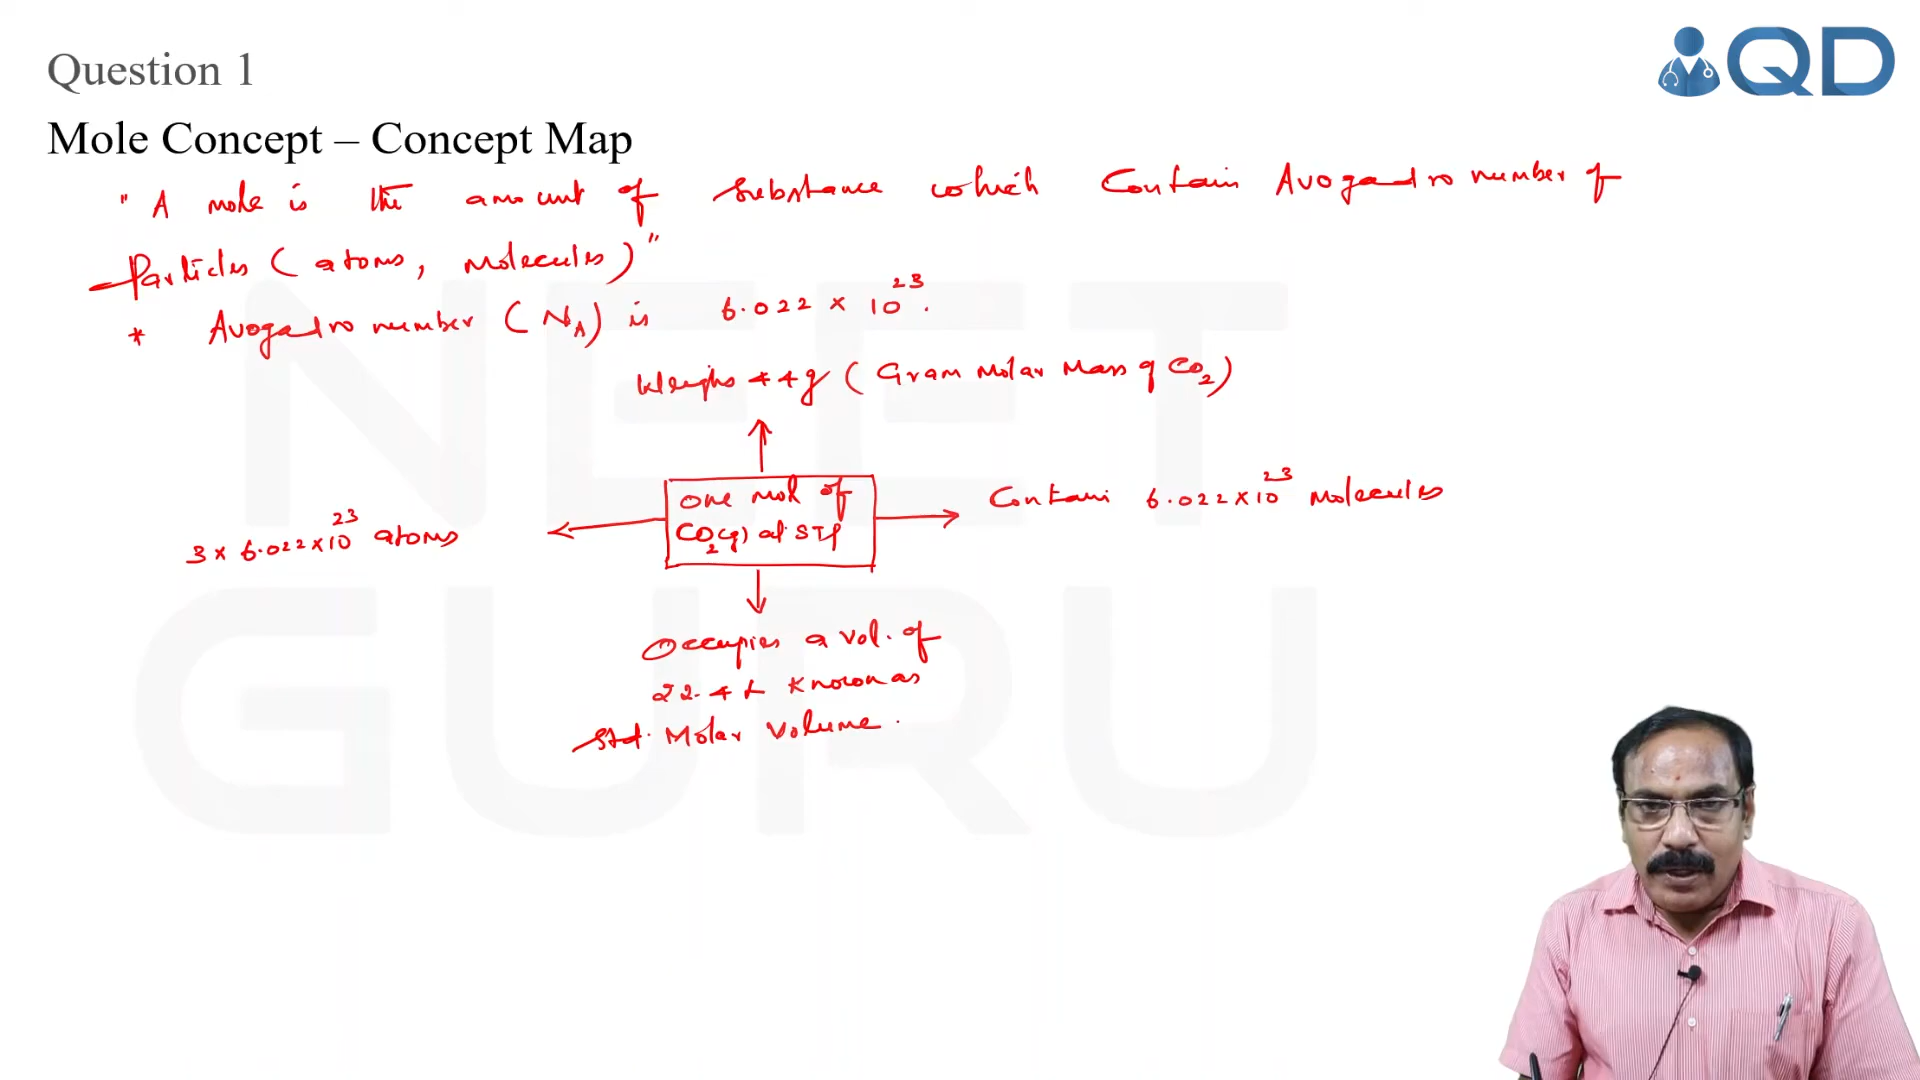 Question 1
QD
Mole Concept – Concept Map
"A mole is the amount of substance which Contain Avogadro number of
Particles (atoms, molecules)"
* Avogadro number (N_A) is 6.022 × 10^23.
Weighs 44g (Gram Molar Mass of CO2)
One mol of
CO2(g) at STP
Contain 6.022×10^23 Molecules
3 × 6.022×10^23 atoms
Occupies a vol. of
22.4 L Known as
Std. Molar Volume.
NEET
GURU